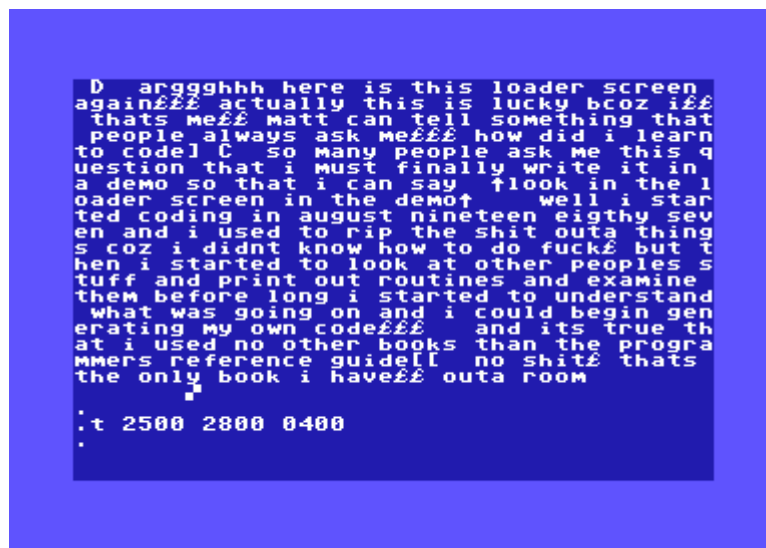 D  arggghhh here is this loader screen
again£££ actually this is lucky bcoz i££
thats me££ matt can tell something that
people always ask me£££ how did i learn
to code] C  so many people ask me this q
uestion that i must finally write it in
a demo so that i can say  ↑look in the l
oader screen in the demo↑    well i star
ted coding in august nineteen eigthy sev
en and i used to rip the shit outa thing
s coz i didnt know how to do fuck£ but t
hen i started to look at other peoples s
tuff and print out routines and examine
them before long i started to understand
what was going on and i could begin gen
erating my own code£££   and its true th
at i used no other books than the progra
mmers reference guide[[  no shit£ thats
the only book i have££ outa room
.
.t 2500 2800 0400
.